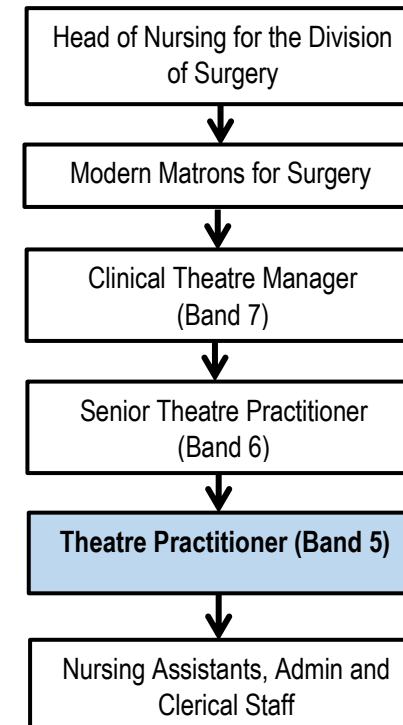 Head of Nursing for the Division
of Surgery
Modern Matrons for Surgery
Clinical Theatre Manager
(Band 7)
Senior Theatre Practitioner
(Band 6)
Theatre Practitioner (Band 5)
Nursing Assistants, Admin and
Clerical Staff